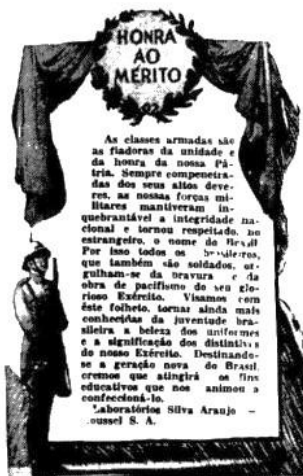 HONRA
AO
MÉRITO
As classes armadas são
as fiadoras da unidade e
da honra da nossa Pá-
tria. Sempre compenetra-
das dos seus altos deve-
res, as nossas forças mi-
litares mantiveram in-
quebrantável a integridade na-
cional e tornou respeitado, no
estrangeiro, o nome do Brasil.
Por isso todos os brasileiros,
que também são soldados, or-
gulham-se da bravura e da
obra de pacifismo do seu glo-
rioso Exército. Visamos com
êste folheto, tornar ainda mais
conhecidas da juventude bra-
sileira a beleza dos uniformes
e a significação dos distintivos
do nosso Exército. Destinando-
se a geração nova do Brasil,
cremos que atingirá os fins
educativos que nos animou a
confeccioná-lo.
Laboratórios Silva Araujo —
oussel S. A.